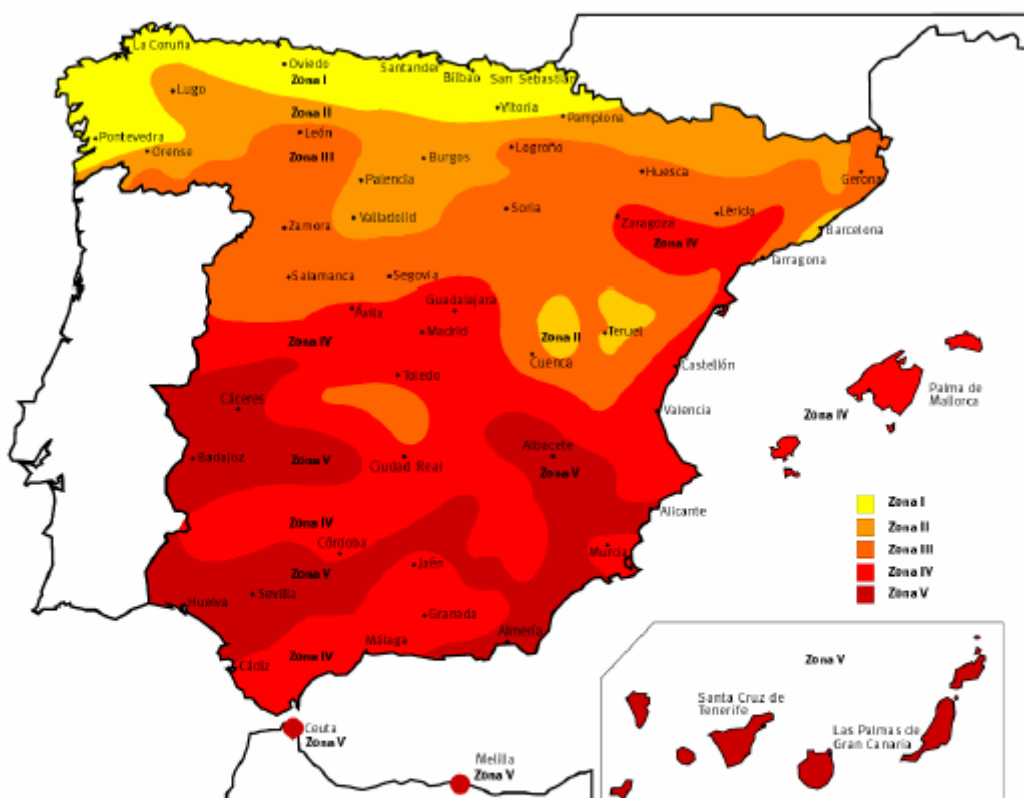 La Coruña
Oviedo
Santander
Bilbao
San Sebastián
Zona I
Lugo
Vitoria
Zona II
Pamplona
León
Pontevedra
Orense
Zona III
Burgos
Logroño
Palencia
Huesca
Gerona
Valladolid
Soria
Zamora
Zaragoza
Lérida
Zona IV
Barcelona
Tarragona
Salamanca
Segovia
Guadalajara
Ávila
Madrid
Zona IV
Zona II
Teruel
Cuenca
Castellón
Toledo
Palma de
Mallorca
Cáceres
Valencia
Zona IV
Badajoz
Zona V
Ciudad Real
Albacete
Zona V
Zona I
Zona II
Zona III
Zona IV
Zona V
Alicante
Zona IV
Córdoba
Murcia
Zona V
Jaén
Huelva
Sevilla
Granada
Almería
Málaga
Zona IV
Cádiz
Ceuta
Zona V
Melilla
Zona V
Zona V
Santa Cruz de
Tenerife
Las Palmas de
Gran Canaria